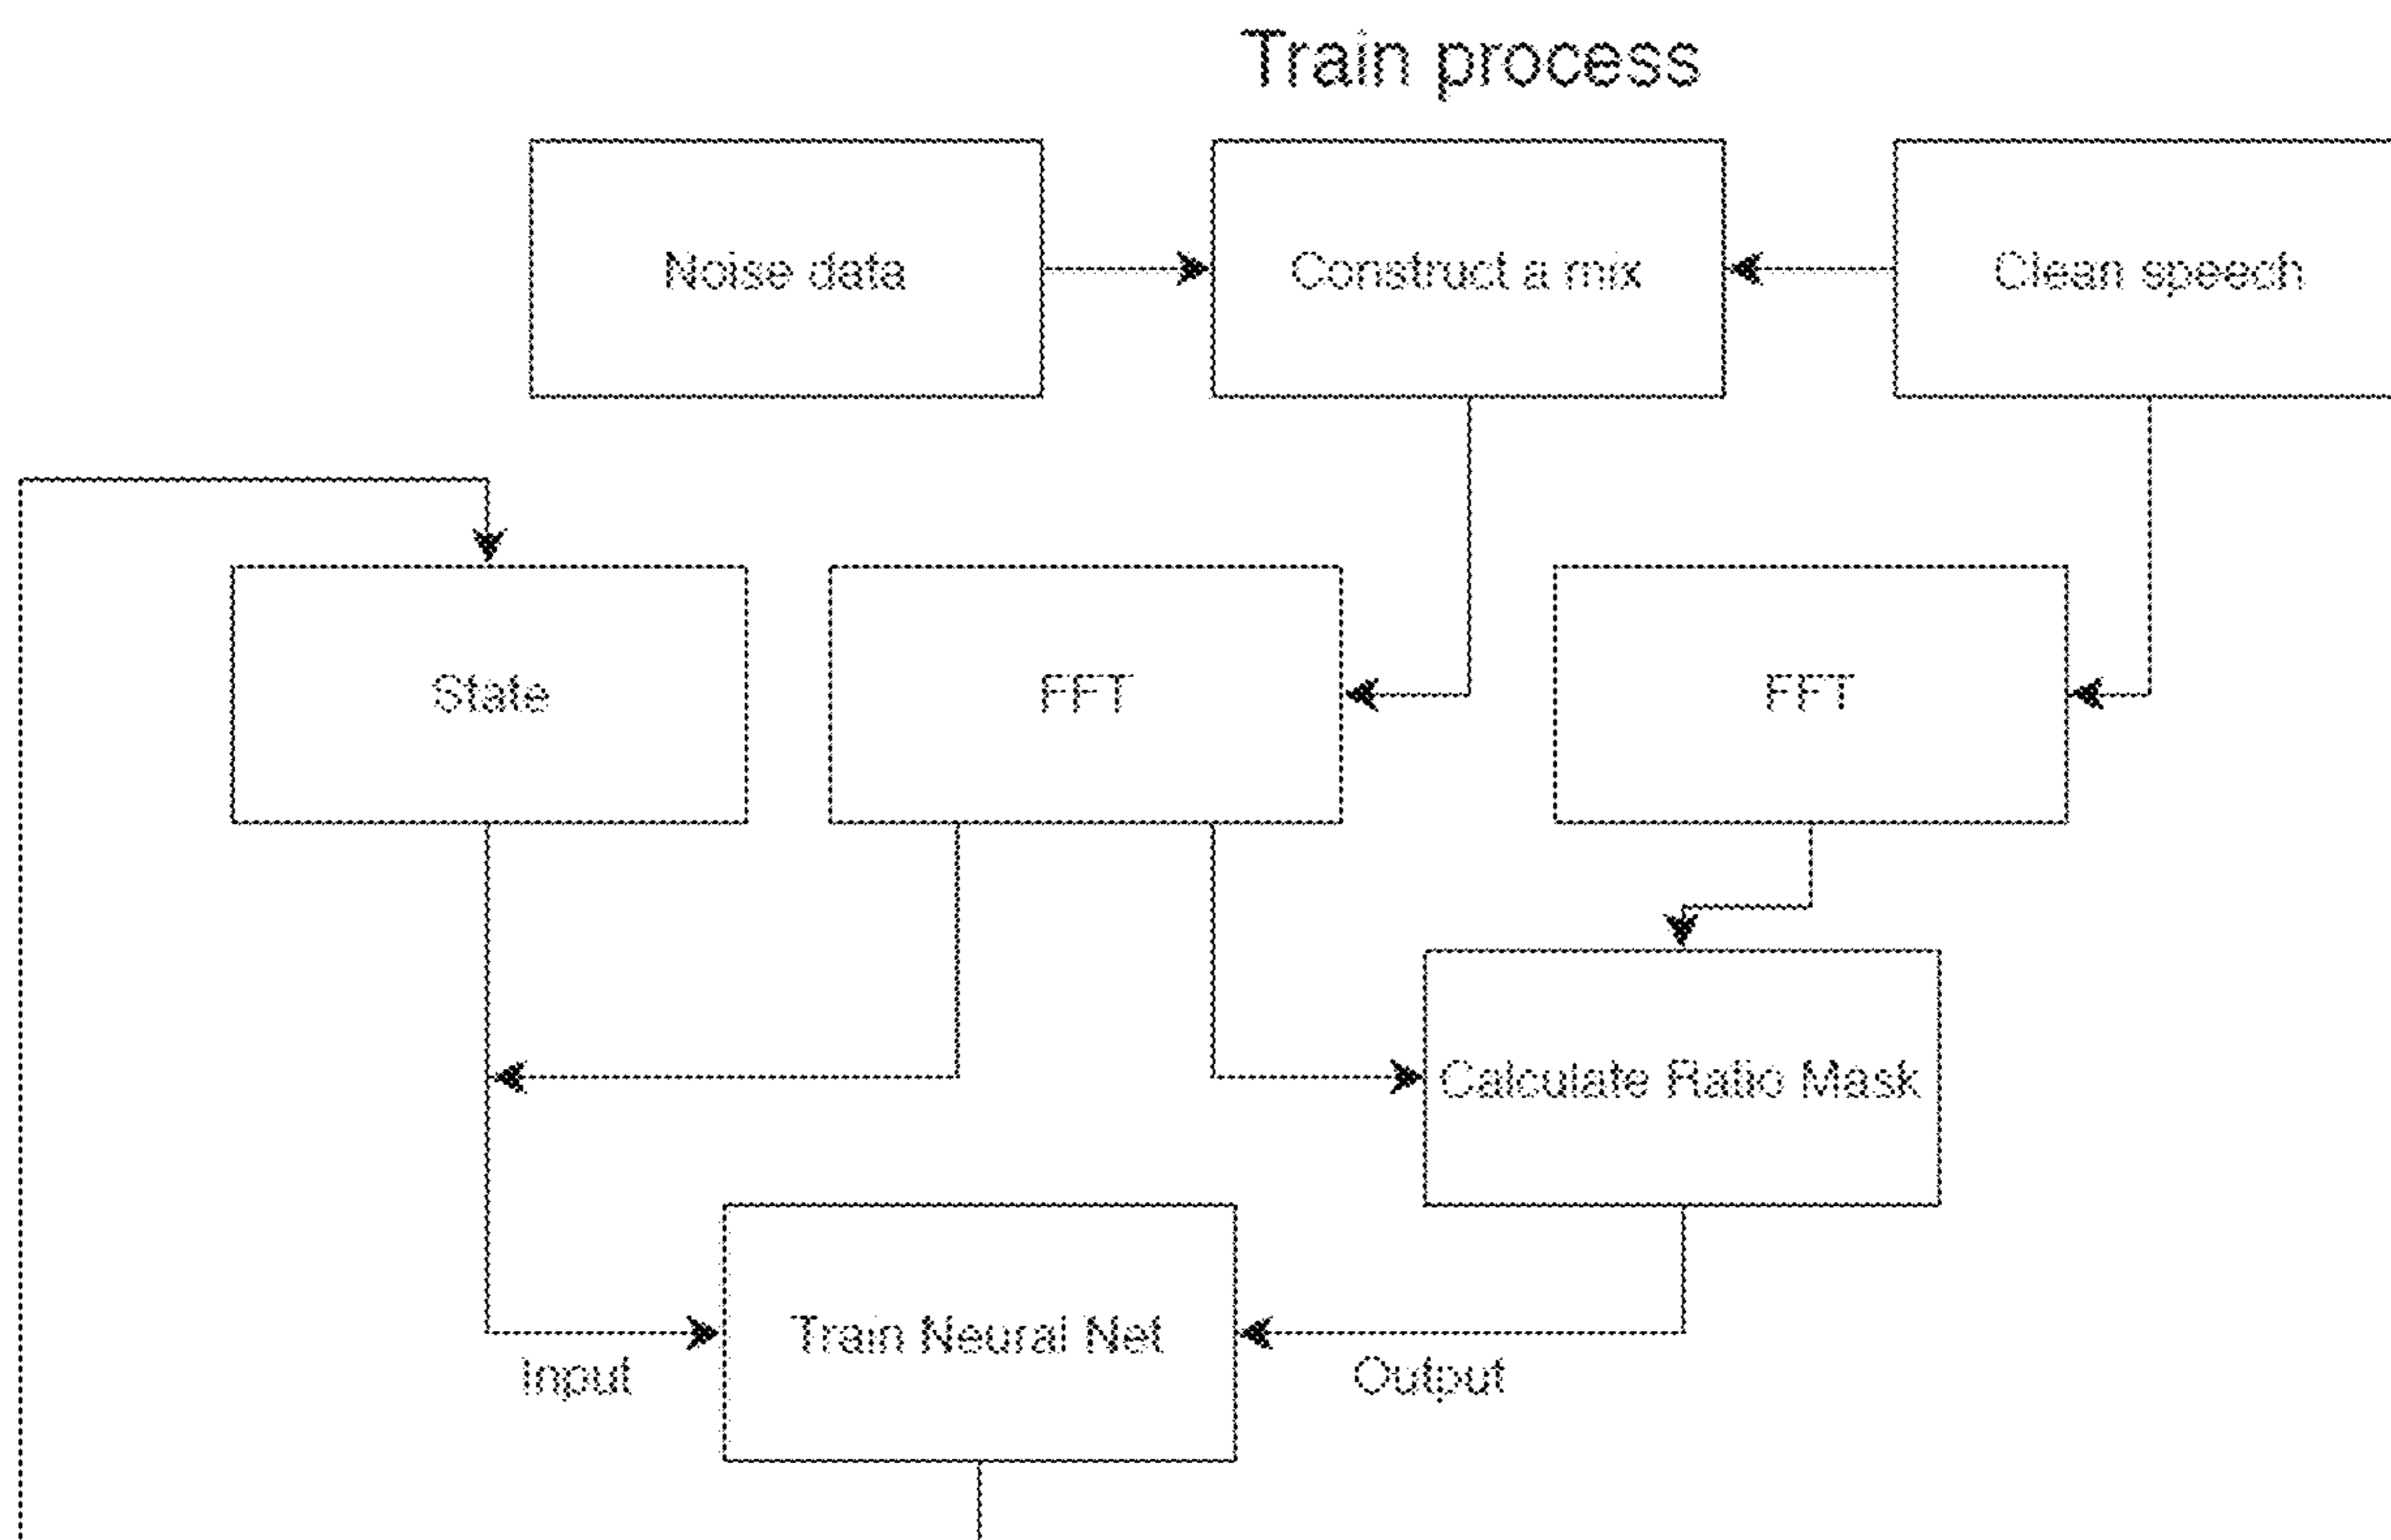 Train process
Noise data
Construct a mix
Clean speech
State
FFT
FFT
Calculate Ratio Mask
Train Neural Net
Input
Output